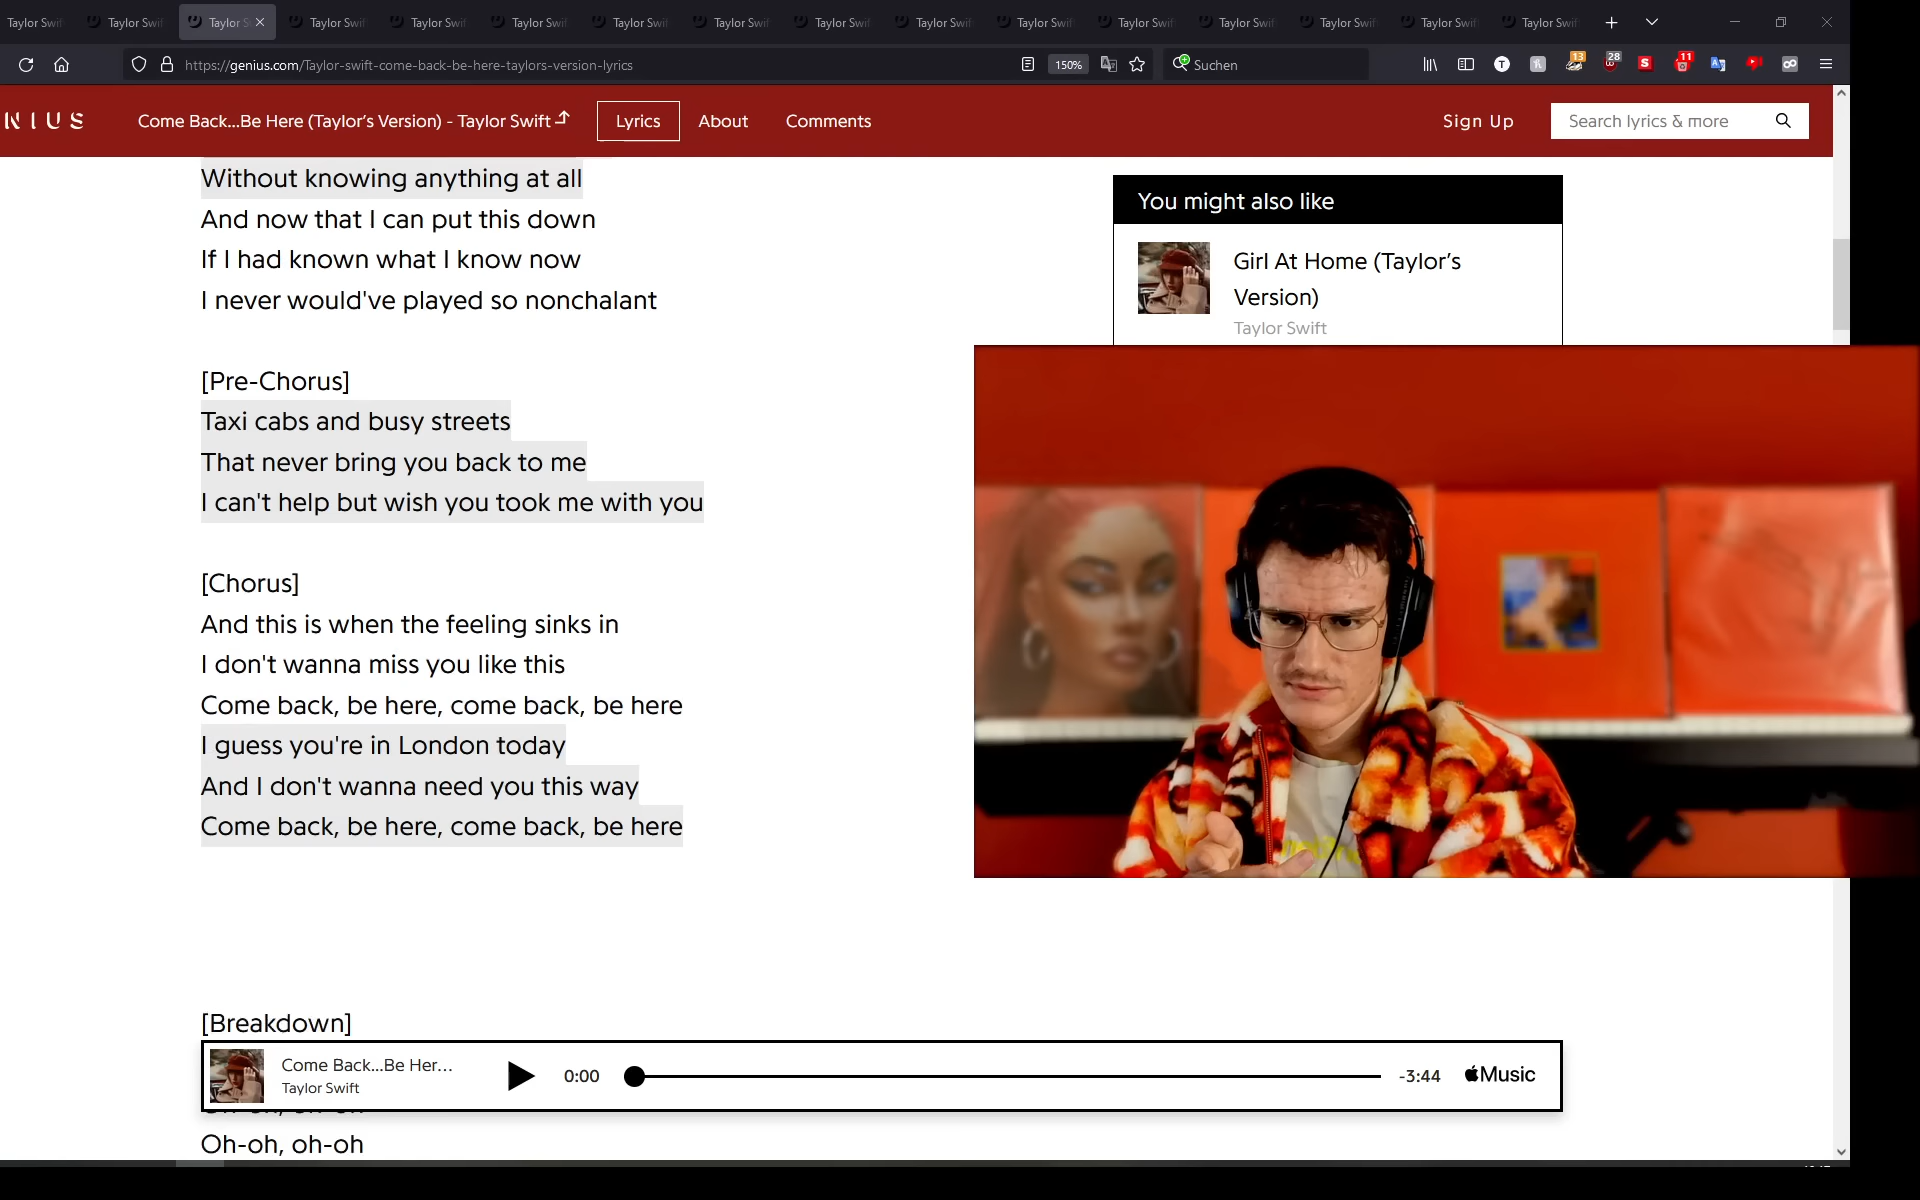 Taylor Swif
Taylor Swif
Taylor S
Taylor Swif
Taylor Swif
Taylor Swif
Taylor Swif
Taylor Swif
Taylor Swif
Taylor Swif
Taylor Swif
Taylor Swif
Taylor Swif
Taylor Swif
Taylor Swif
Taylor Swif
https://genius.com/Taylor-swift-come-back-be-here-taylors-version-lyrics
150%
Suchen
13
28
11
NIUS
Come Back...Be Here (Taylor’s Version) - Taylor Swift
Lyrics
About
Comments
Sign Up
Search lyrics & more
Without knowing anything at all
And now that I can put this down
If I had known what I know now
I never would've played so nonchalant
[Pre-Chorus]
Taxi cabs and busy streets
That never bring you back to me
I can't help but wish you took me with you
[Chorus]
And this is when the feeling sinks in
I don't wanna miss you like this
Come back, be here, come back, be here
I guess you're in London today
And I don't wanna need you this way
Come back, be here, come back, be here
[Breakdown]
You might also like
Girl At Home (Taylor’s
Version)
Taylor Swift
Come Back...Be Her...
Taylor Swift
0:00
-3:44
Music
Oh-oh, oh-oh